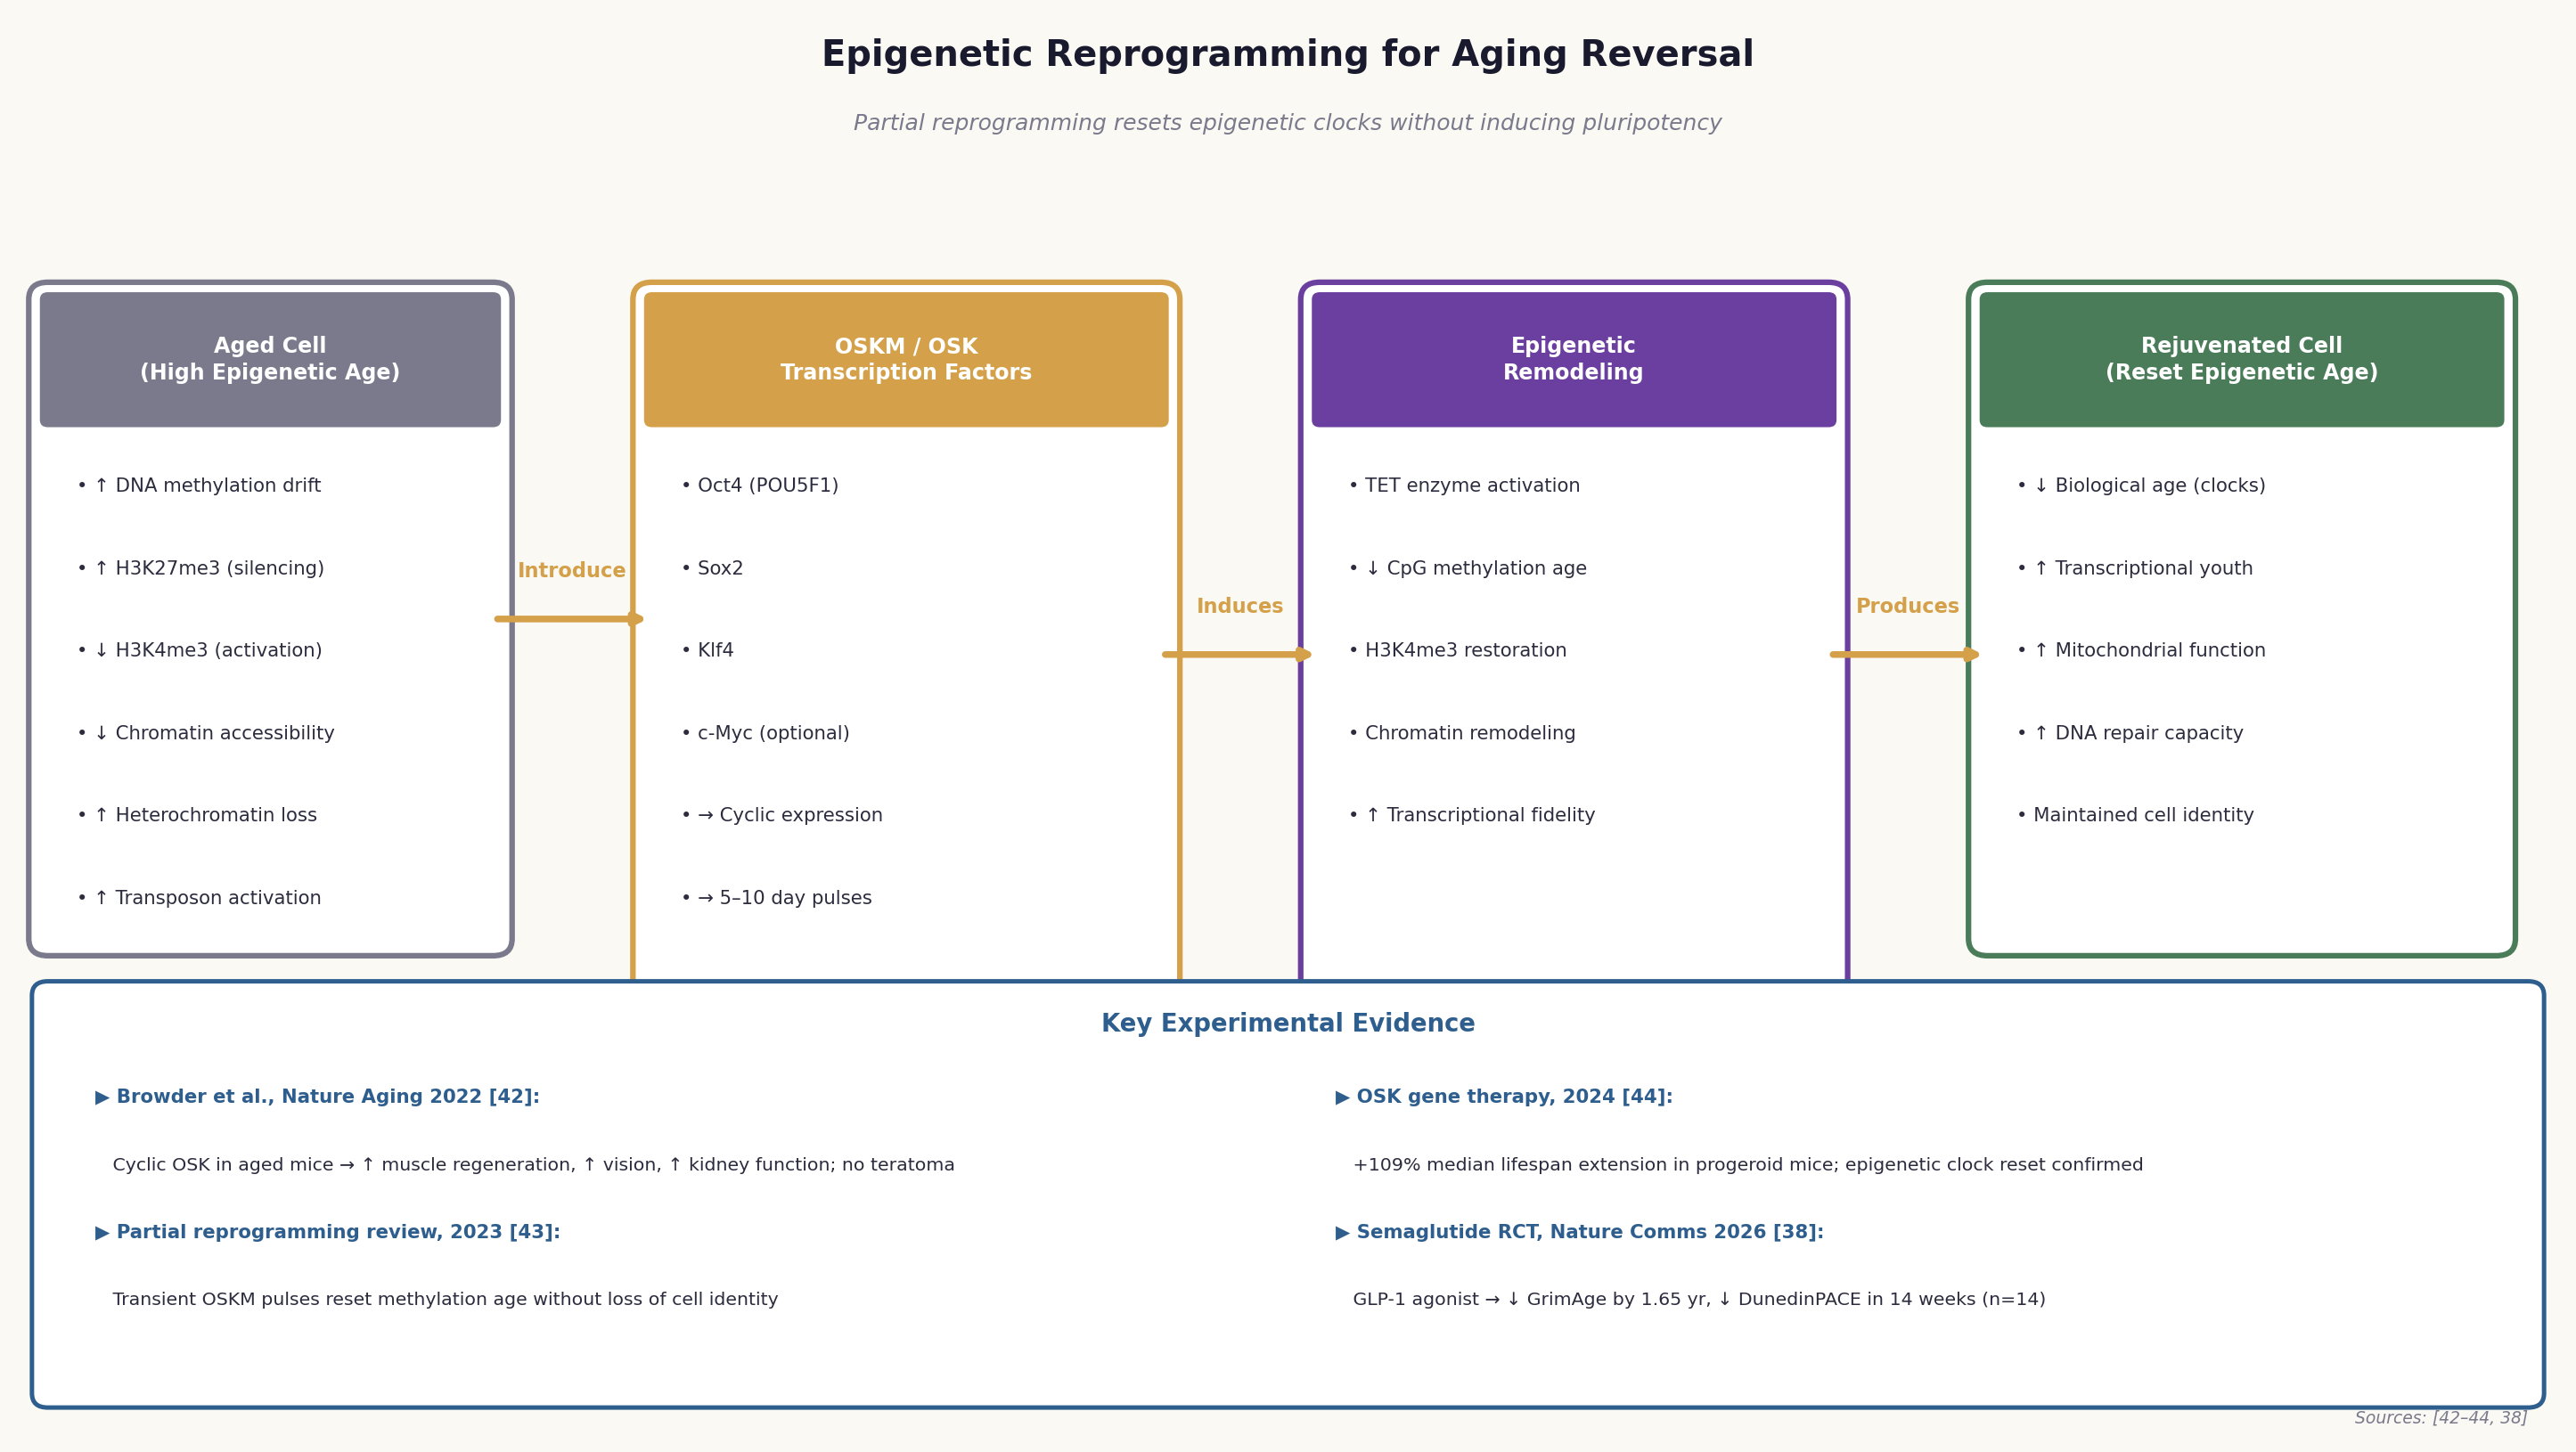 Epigenetic Reprogramming for Aging Reversal
Partial reprogramming resets epigenetic clocks without inducing pluripotency
Aged Cell
(High Epigenetic Age)
• ↑ DNA methylation drift
• ↑ H3K27me3 (silencing)
• ↓ H3K4me3 (activation)
• ↓ Chromatin accessibility
• ↑ Heterochromatin loss
• ↑ Transposon activation
Introduce
OSKM / OSK
Transcription Factors
• Oct4 (POU5F1)
• Sox2
• Klf4
• c-Myc (optional)
• → Cyclic expression
• → 5–10 day pulses
Induces
Epigenetic
Remodeling
• TET enzyme activation
• ↓ CpG methylation age
• H3K4me3 restoration
• Chromatin remodeling
• ↑ Transcriptional fidelity
Produces
Rejuvenated Cell
(Reset Epigenetic Age)
• ↓ Biological age (clocks)
• ↑ Transcriptional youth
• ↑ Mitochondrial function
• ↑ DNA repair capacity
• Maintained cell identity
Key Experimental Evidence
▶ Browder et al., Nature Aging 2022 [42]:
Cyclic OSK in aged mice → ↑ muscle regeneration, ↑ vision, ↑ kidney function; no teratoma
▶ Partial reprogramming review, 2023 [43]:
Transient OSKM pulses reset methylation age without loss of cell identity
▶ OSK gene therapy, 2024 [44]:
+109% median lifespan extension in progeroid mice; epigenetic clock reset confirmed
▶ Semaglutide RCT, Nature Comms 2026 [38]:
GLP-1 agonist → ↓ GrimAge by 1.65 yr, ↓ DunedinPACE in 14 weeks (n=14)
Sources: [42–44, 38]